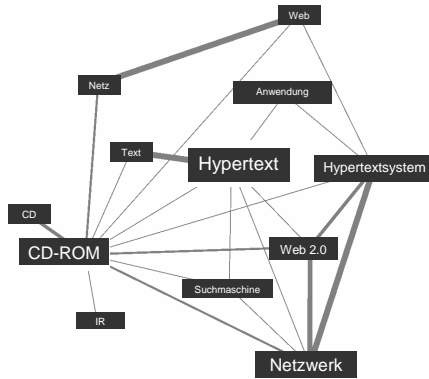 Web
Netz
Anwendung
Text
Hypertext
Hypertextsystem
CD
CD-ROM
Web 2.0
Suchmaschine
IR
Netzwerk